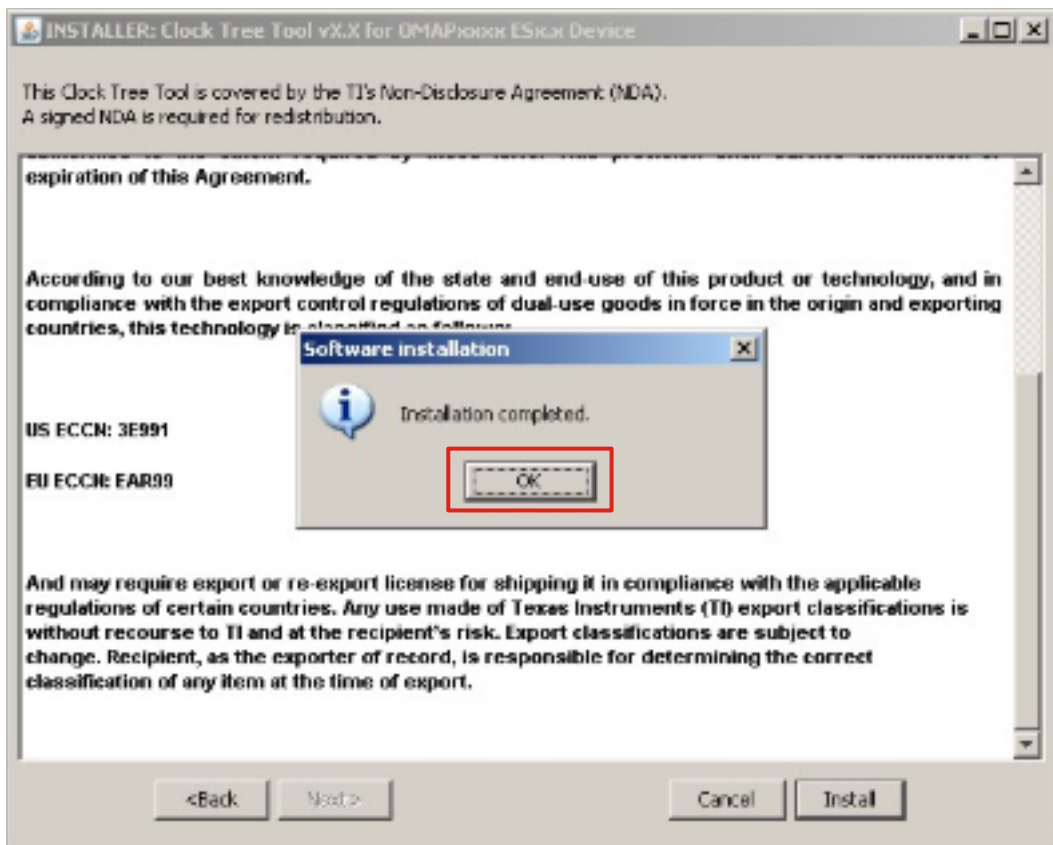 INSTALLER: Clock Tree Tool vX.X for OMAPxxxx ESx.x Device
This Clock Tree Tool is covered by the TI's Non-Disclosure Agreement (NDA).
A signed NDA is required for redistribution.
expiration of this Agreement.
According to our best knowledge of the state and end-use of this product or technology, and in
compliance with the export control regulations of dual-use goods in force in the origin and exporting
countries, this technology is classified as follows:
Software installation
Installation completed.
OK
US ECCN: 3E991
EU ECCN: EAR99
And may require export or re-export license for shipping it in compliance with the applicable
regulations of certain countries. Any use made of Texas Instruments (TI) export classifications is
without recourse to TI and at the recipient's risk. Export classifications are subject to
change. Recipient, as the exporter of record, is responsible for determining the correct
classification of any item at the time of export.
<Back
Next>
Cancel
Install